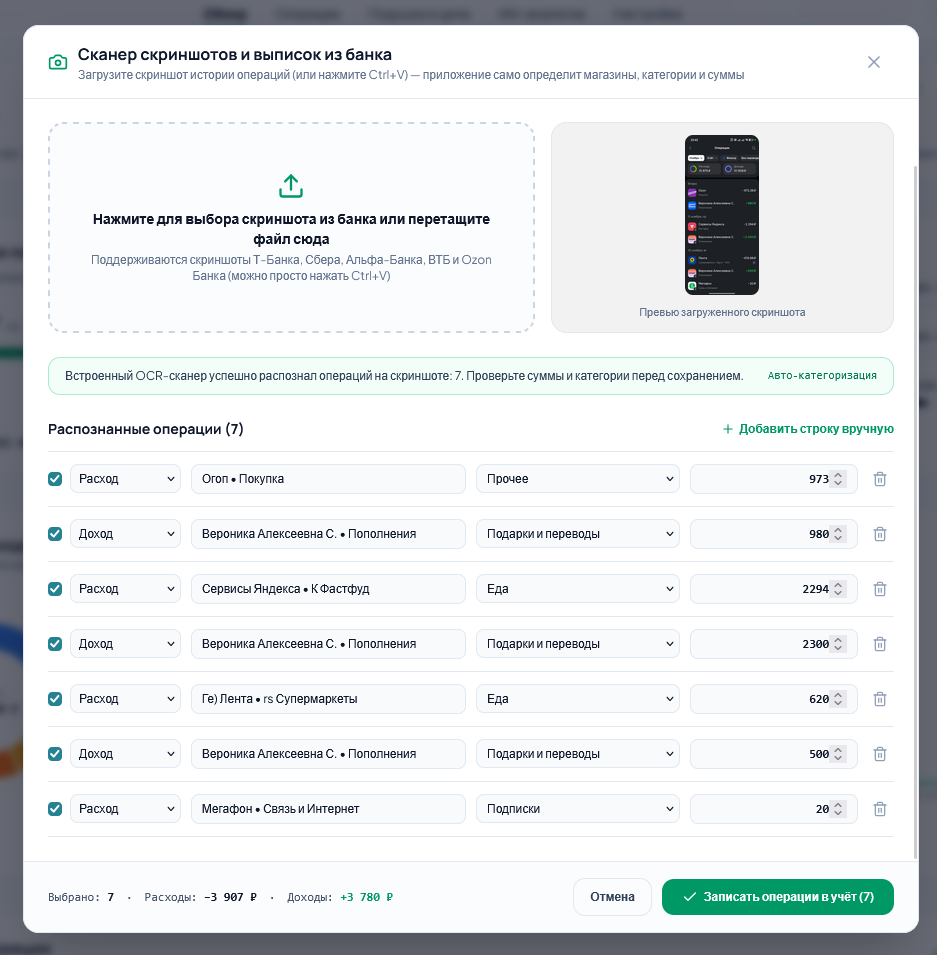 Сканер скриншотов и выписок из банка
Загрузите скриншот истории операций (или нажмите Ctrl+V) — приложение само определит магазины, категории и суммы
Нажмите для выбора скриншота из банка или перетащите
файл сюда
Поддерживаются скриншоты Т-Банка, Сбера, Альфа-Банка, ВТБ и Ozon
Банка (можно просто нажать Ctrl+V)
Превью загруженного скриншота
Встроенный OCR-сканер успешно распознал операций на скриншоте: 7. Проверьте суммы и категории перед сохранением. Авто-категоризация
Распознанные операции (7) + Добавить строку вручную
Расход Огоп • Покупка Прочее 973
Доход Вероника Алексеевна С. • Пополнения Подарки и переводы 980
Расход Сервисы Яндекса • К Фастфуд Еда 2294
Доход Вероника Алексеевна С. • Пополнения Подарки и переводы 2300
Расход Ге) Лента • rs Супермаркеты Еда 620
Доход Вероника Алексеевна С. • Пополнения Подарки и переводы 500
Расход Мегафон • Связь и Интернет Подписки 20
Выбрано: 7 · Расходы: −3 907 ₽ · Доходы: +3 780 ₽ Отмена Записать операции в учёт (7)